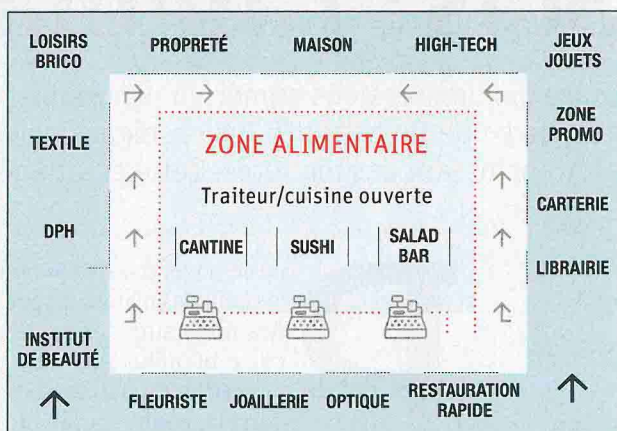 LOISIRS
BRICO
PROPRETÉ
MAISON
HIGH-TECH
JEUX
JOUETS
ZONE
PROMO
TEXTILE
ZONE ALIMENTAIRE
Traiteur/cuisine ouverte
CARTERIE
DPH
CANTINE
SUSHI
SALAD
BAR
LIBRAIRIE
INSTITUT
DE BEAUTÉ
FLEURISTE
JOAILLERIE
OPTIQUE
RESTAURATION
RAPIDE